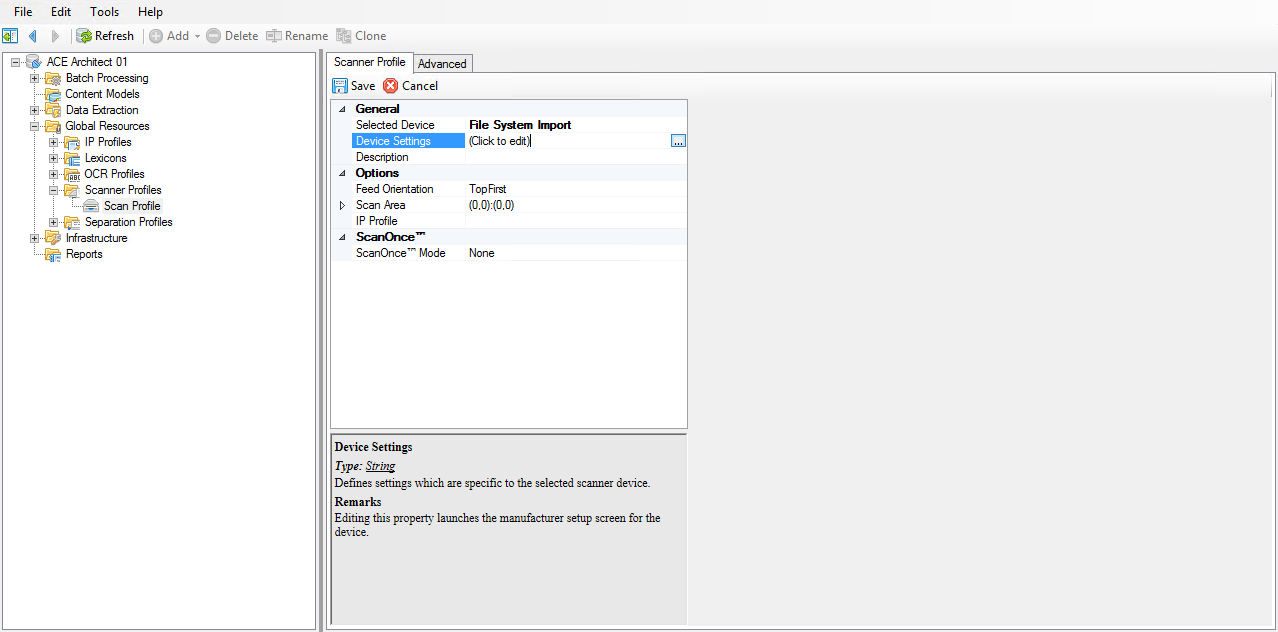 File Edit Tools Help
Refresh Add Delete Rename Clone
ACE Architect 01
Batch Processing
Content Models
Data Extraction
Global Resources
IP Profiles
Lexicons
OCR Profiles
Scanner Profiles
Scan Profile
Separation Profiles
Infrastructure
Reports
Scanner Profile Advanced
Save Cancel
General
Selected Device File System Import
Device Settings (Click to edit) ...
Description
Options
Feed Orientation TopFirst
Scan Area (0,0):(0,0)
IP Profile
ScanOnce™
ScanOnce™ Mode None
Device Settings
Type: String
Defines settings which are specific to the selected scanner device.
Remarks
Editing this property launches the manufacturer setup screen for the
device.